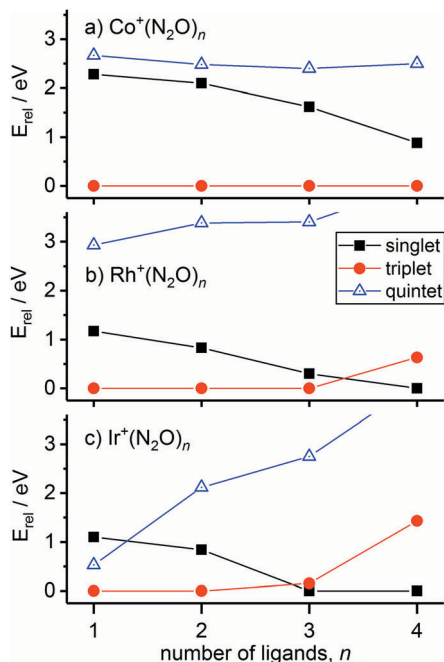 a) Co⁺(N₂O)ₙ
3
2
1
0
E_rel / eV
b) Rh⁺(N₂O)ₙ
singlet
triplet
quintet
3
2
1
0
E_rel / eV
c) Ir⁺(N₂O)ₙ
3
2
1
0
E_rel / eV
1 2 3 4
number of ligands, n